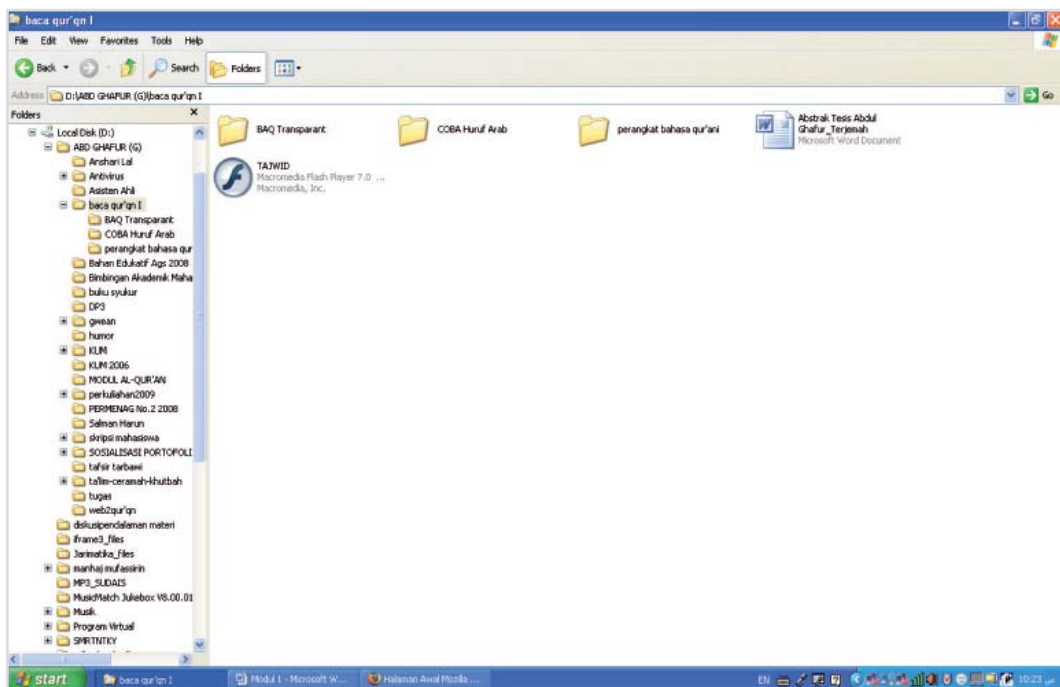 baca qur'qn I
File Edit View Favorites Tools Help
Back Search Folders
Address D:\ABD GHAFUR (G)\baca qur'qn I Go
Folders
Local Disk (D:)
ABD GHAFUR (G)
Anshari Lal
Antivirus
Asisten Ahli
baca qur'qn I
BAQ Transparant
COBA Huruf Arab
perangkat bahasa qur
Bahan Edukatif Ags 2008
Bimbingan Akademik Maha
buku syukur
DP3
gwean
humor
KLIM
KLIM 2006
MODUL AL-QUR'AN
perkuliahan2009
PERMENAG No.2 2008
Salman Harun
skripsi mahasiswa
SOSIALISASI PORTOFOLI
tafsir tarbawi
ta'lim-ceramah-khutbah
tugas
web2qur'qn
diskusipendalaman materi
iframe3_files
Jarimatika_files
manhaj mufassirin
MP3_SUDAIS
MusicMatch Jukebox V8.00.01
Musik
Program Virtual
SMRTNTKY
BAQ Transparant
COBA Huruf Arab
perangkat bahasa qur'ani
Abstrak Tesis Abdul
Ghafur_Terjemah
Microsoft Word Document
TAJWID
Macromedia Flash Player 7.0 ...
Macromedia, Inc.
start baca qur'qn I Modul 1 - Microsoft W... Halaman Awal Mozilla ... EN 10:23 ص